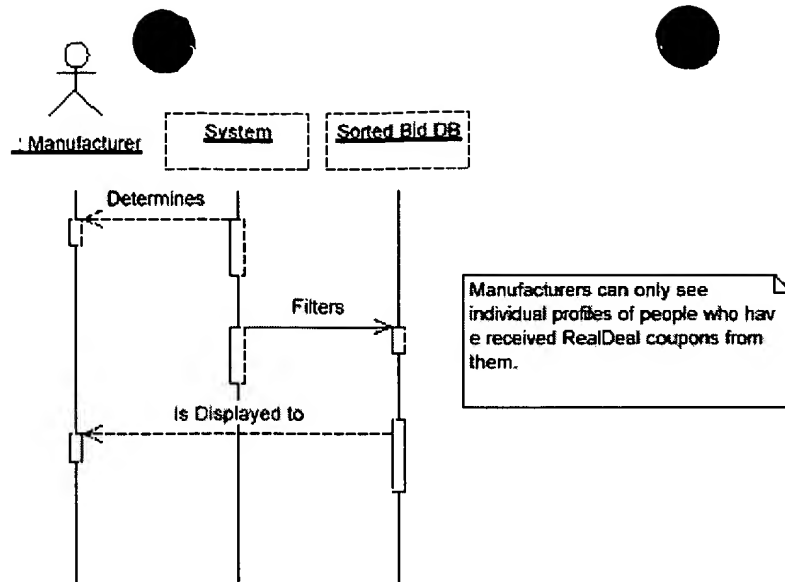 : Manufacturer
System
Sorted Bid DB
Determines
Filters
Manufacturers can only see
individual profiles of people who hav
e received RealDeal coupons from
them.
is Displayed to